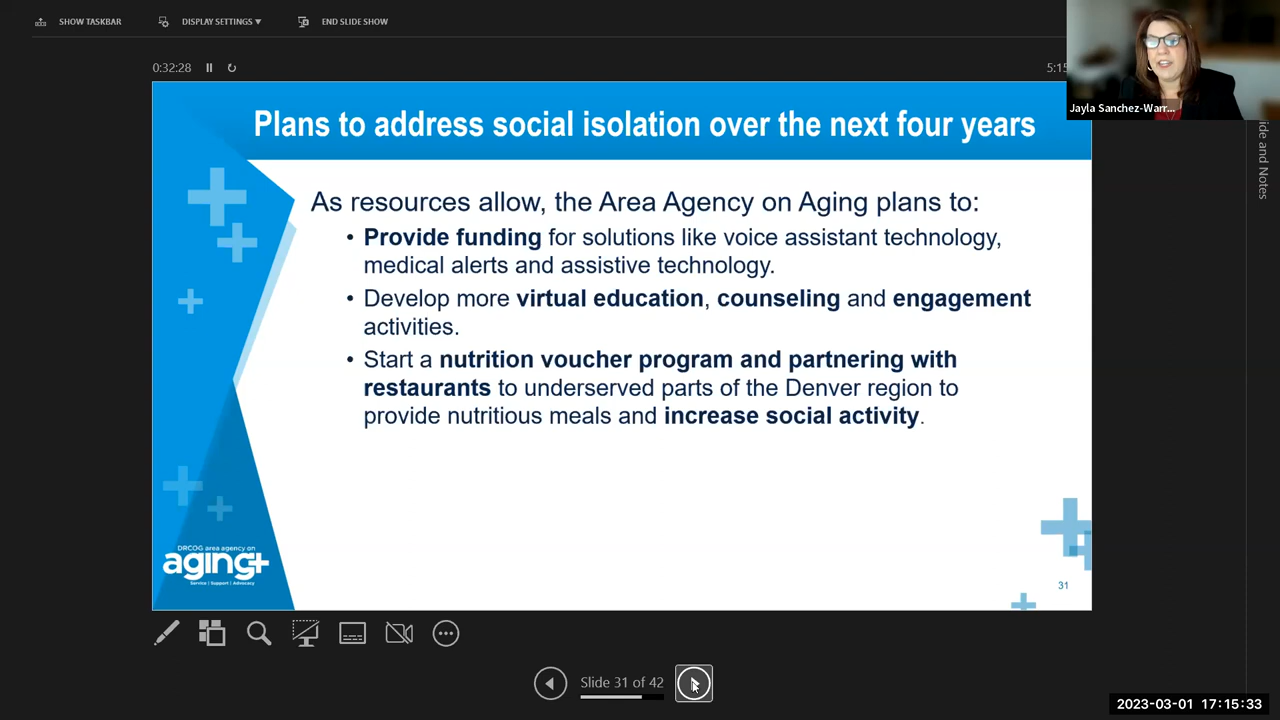 SHOW TASKBAR
DISPLAY SETTINGS ▼
END SLIDE SHOW
0:32:28
5:15
Jayla Sanchez-Warr...
Plans to address social isolation over the next four years
ide and Notes
As resources allow, the Area Agency on Aging plans to:
• Provide funding for solutions like voice assistant technology,
medical alerts and assistive technology.
• Develop more virtual education, counseling and engagement
activities.
• Start a nutrition voucher program and partnering with
restaurants to underserved parts of the Denver region to
provide nutritious meals and increase social activity.
DRCOG area agency on
aging+
Service | Support | Advocacy
31
Slide 31 of 42
2023-03-01 17:15:33